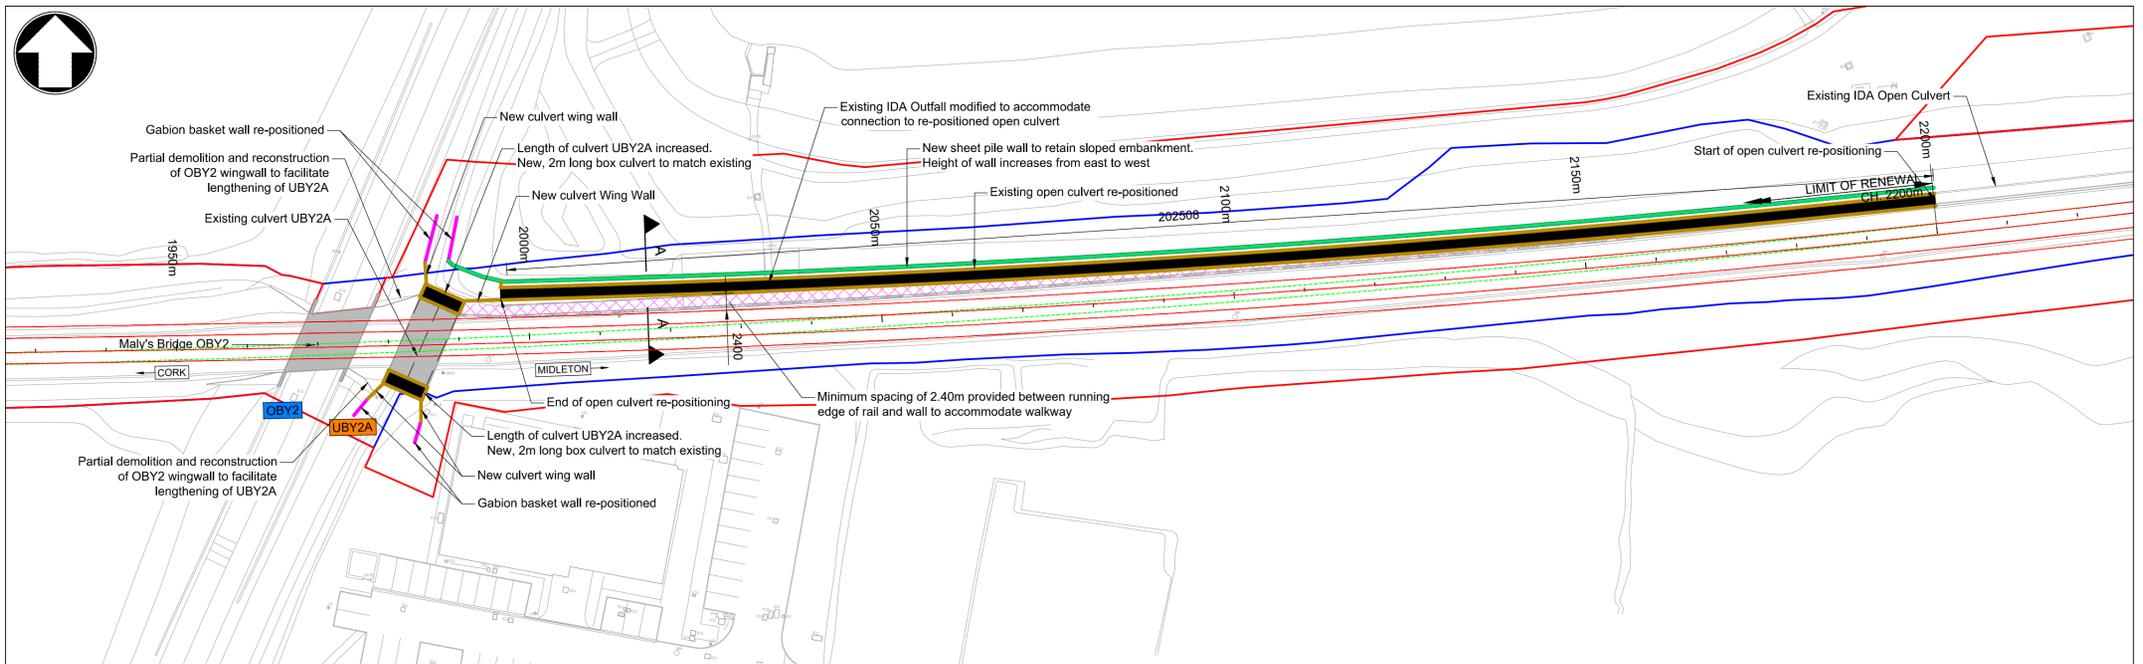 Existing IDA Open Culvert
Existing IDA Outfall modified to accommodate
connection to re-positioned open culvert
New culvert wing wall
Gabion basket wall re-positioned
Length of culvert UBY2A increased.
New, 2m long box culvert to match existing
New sheet pile wall to retain sloped embankment.
Height of wall increases from east to west
Start of open culvert re-positioning
Partial demolition and reconstruction
of OBY2 wingwall to facilitate
lengthening of UBY2A
New culvert Wing Wall
Existing open culvert re-positioned
Existing culvert UBY2A
LIMIT OF RENEWAL
CH. 2200m
202508
1950m
2000m
2050m
2100m
2150m
2200m
A
A
2400
Maly's Bridge OBY2
CORK
MIDLETON
OBY2
UBY2A
End of open culvert re-positioning
Minimum spacing of 2.40m provided between running
edge of rail and wall to accommodate walkway
Length of culvert UBY2A increased.
New, 2m long box culvert to match existing
Partial demolition and reconstruction
of OBY2 wingwall to facilitate
lengthening of UBY2A
New culvert wing wall
Gabion basket wall re-positioned